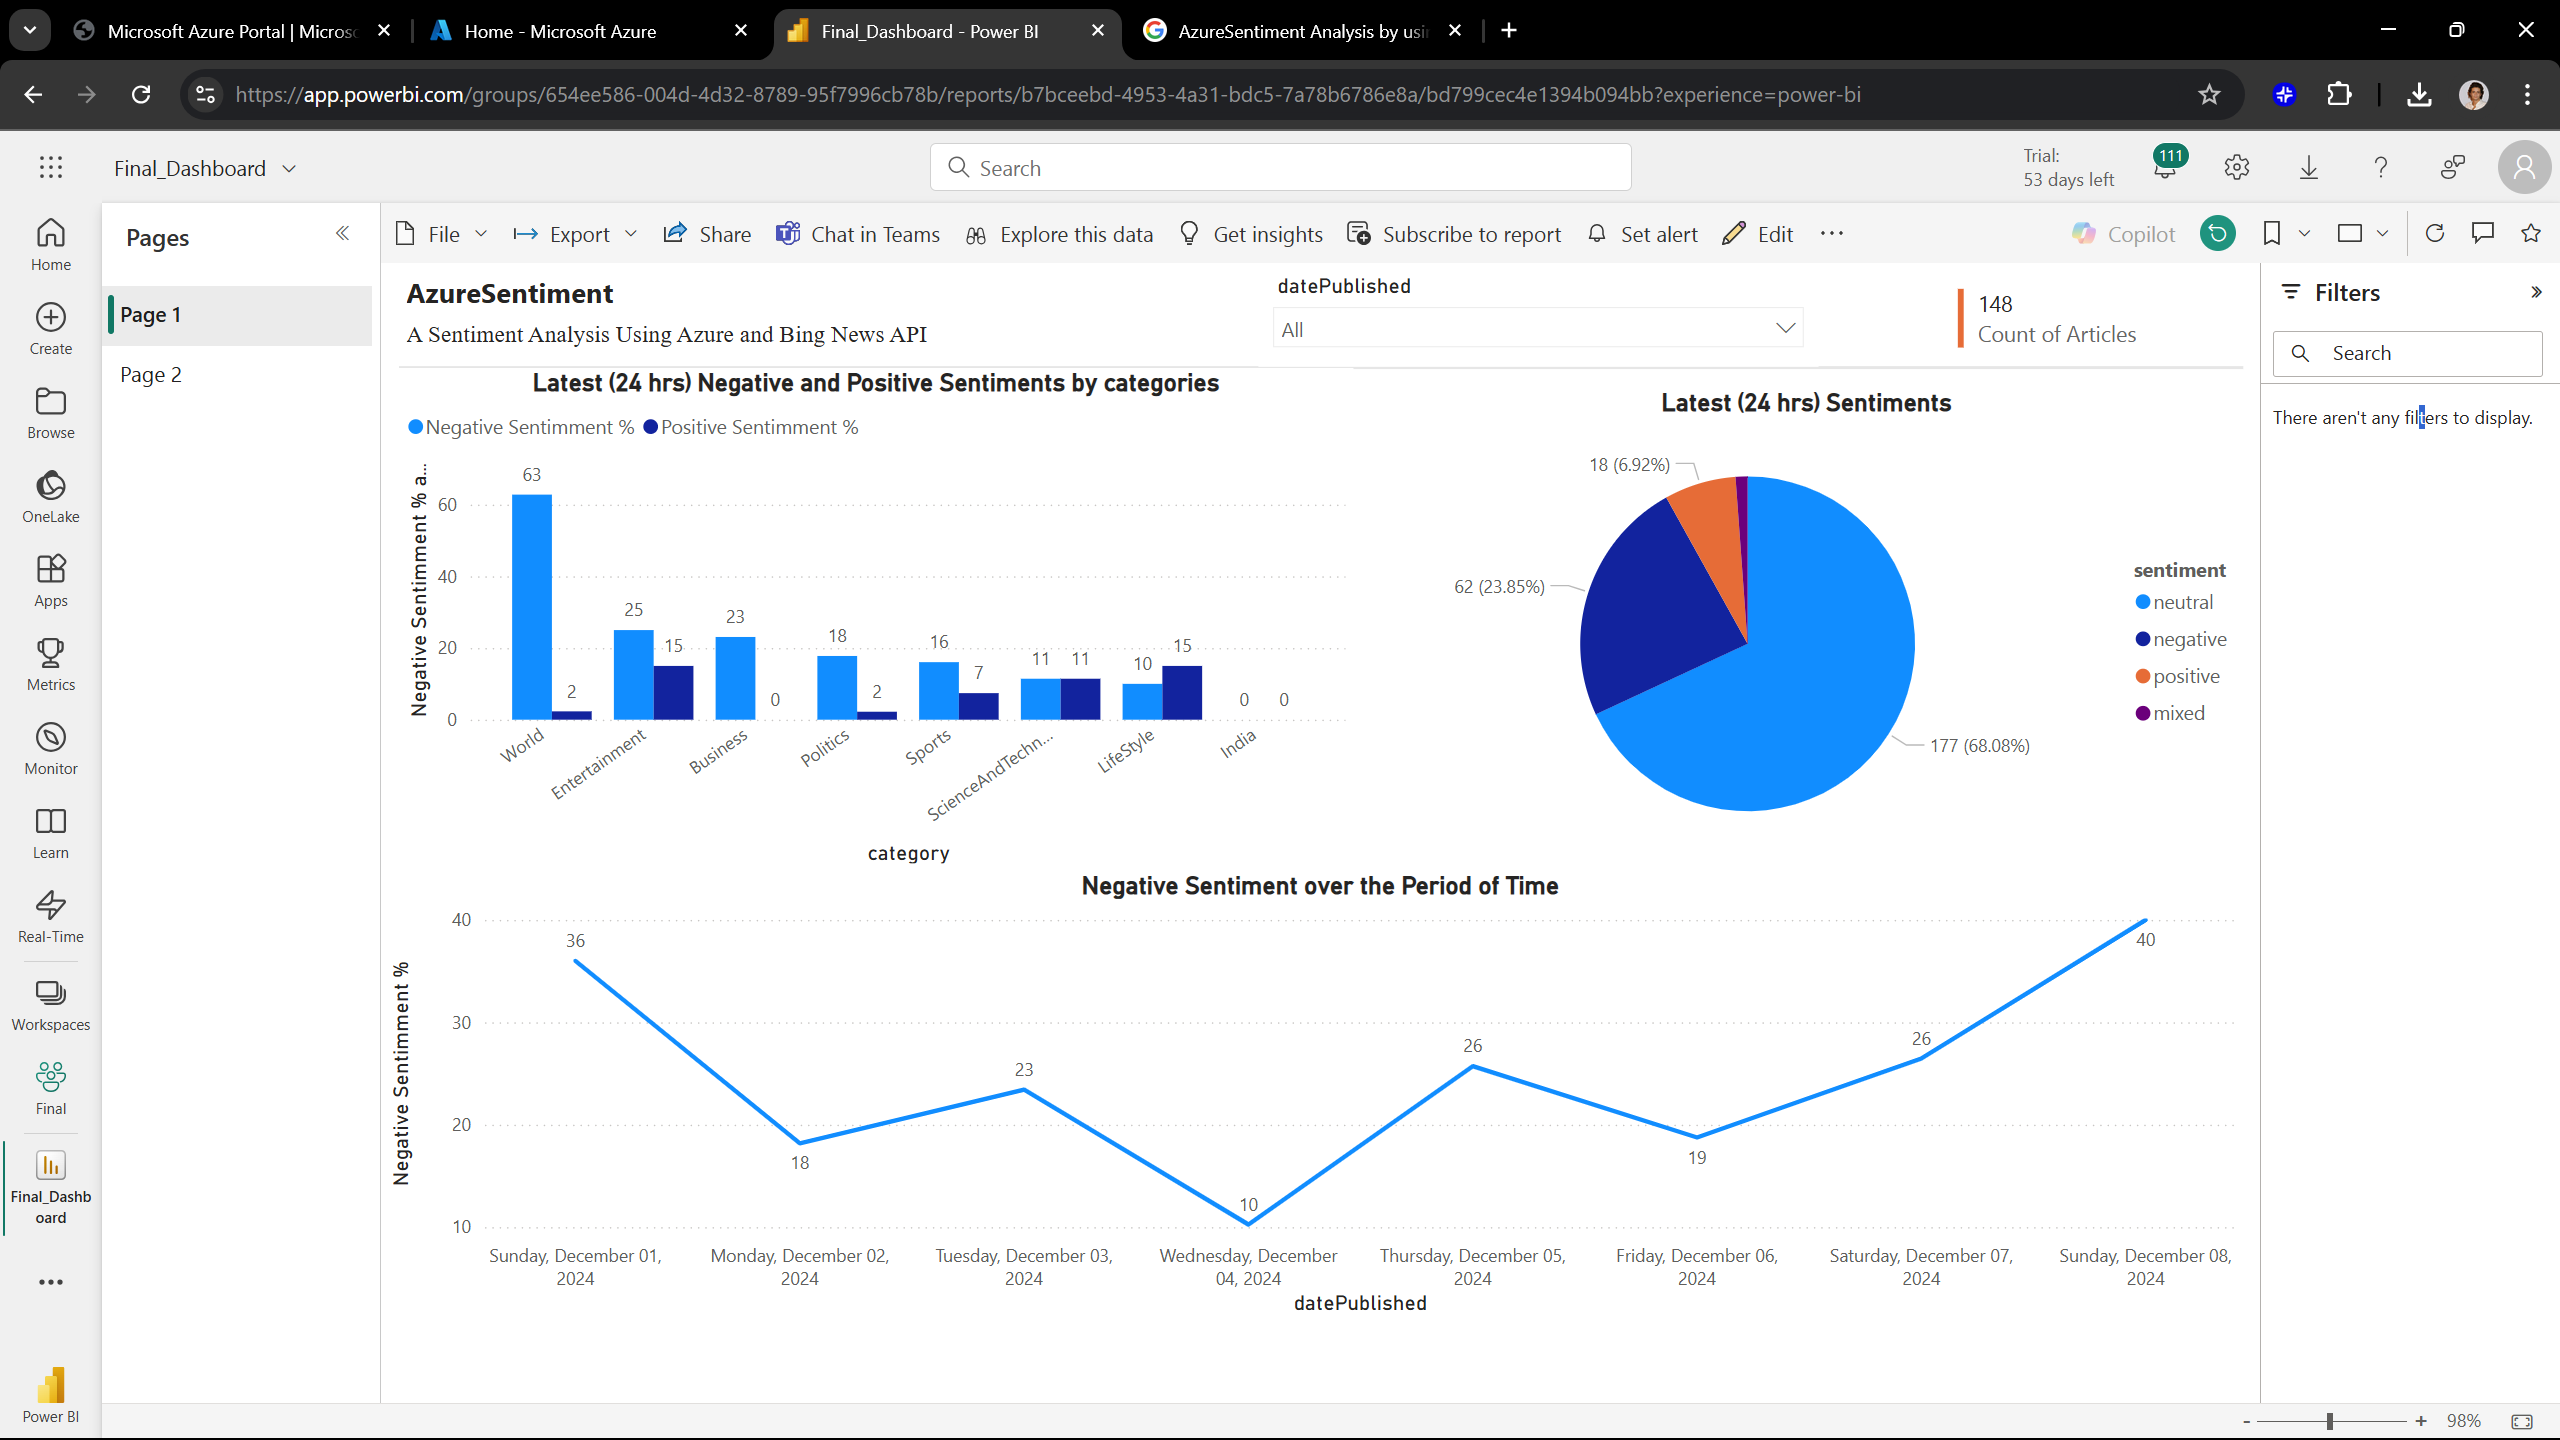 Microsoft Azure Portal | Micros
Home - Microsoft Azure
Final_Dashboard - Power BI
AzureSentiment Analysis by usi
https://app.powerbi.com/groups/654ee586-004d-4d32-8789-95f7996cb78b/reports/b7bceebd-4953-4a31-bdc5-7a78b6786e8a/bd799cec4e1394b094bb?experience=power-bi
Final_Dashboard
Search
Trial:
53 days left
111
Home
Create
Browse
OneLake
Apps
Metrics
Monitor
Learn
Real-Time
Workspaces
Final
Final_Dashb
oard
Power BI
Pages
Page 1
Page 2
File
Export
Share
Chat in Teams
Explore this data
Get insights
Subscribe to report
Set alert
Edit
Copilot
AzureSentiment
A Sentiment Analysis Using Azure and Bing News API
datePublished
All
148
Count of Articles
Latest (24 hrs) Negative and Positive Sentiments by categories
Negative Sentimment % Positive Sentimment %
Negative Sentimment % a...
60
40
20
0
63
2
25
15
23
0
18
2
16
7
11
11
10
15
0
0
World
Entertainment
Business
Politics
Sports
ScienceAndTechn...
LifeStyle
India
category
Latest (24 hrs) Sentiments
18 (6.92%)
62 (23.85%)
177 (68.08%)
sentiment
neutral
negative
positive
mixed
Negative Sentiment over the Period of Time
Negative Sentimment %
40
30
20
10
36
18
23
10
26
19
26
40
Sunday, December 01,
2024
Monday, December 02,
2024
Tuesday, December 03,
2024
Wednesday, December
04, 2024
Thursday, December 05,
2024
Friday, December 06,
2024
Saturday, December 07,
2024
Sunday, December 08,
2024
datePublished
Filters
Search
There aren't any filters to display.
- + 98%